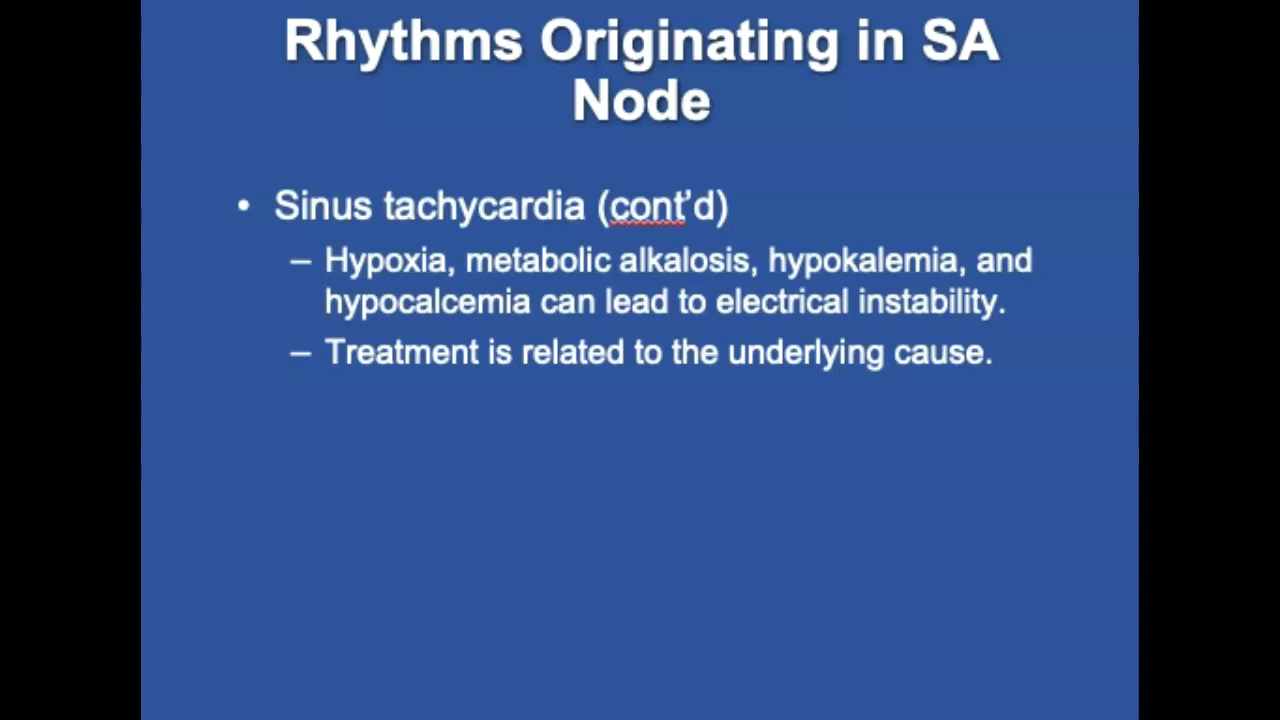 Rhythms Originating in SA
Node
• Sinus tachycardia (cont’d)
– Hypoxia, metabolic alkalosis, hypokalemia, and
hypocalcemia can lead to electrical instability.
– Treatment is related to the underlying cause.